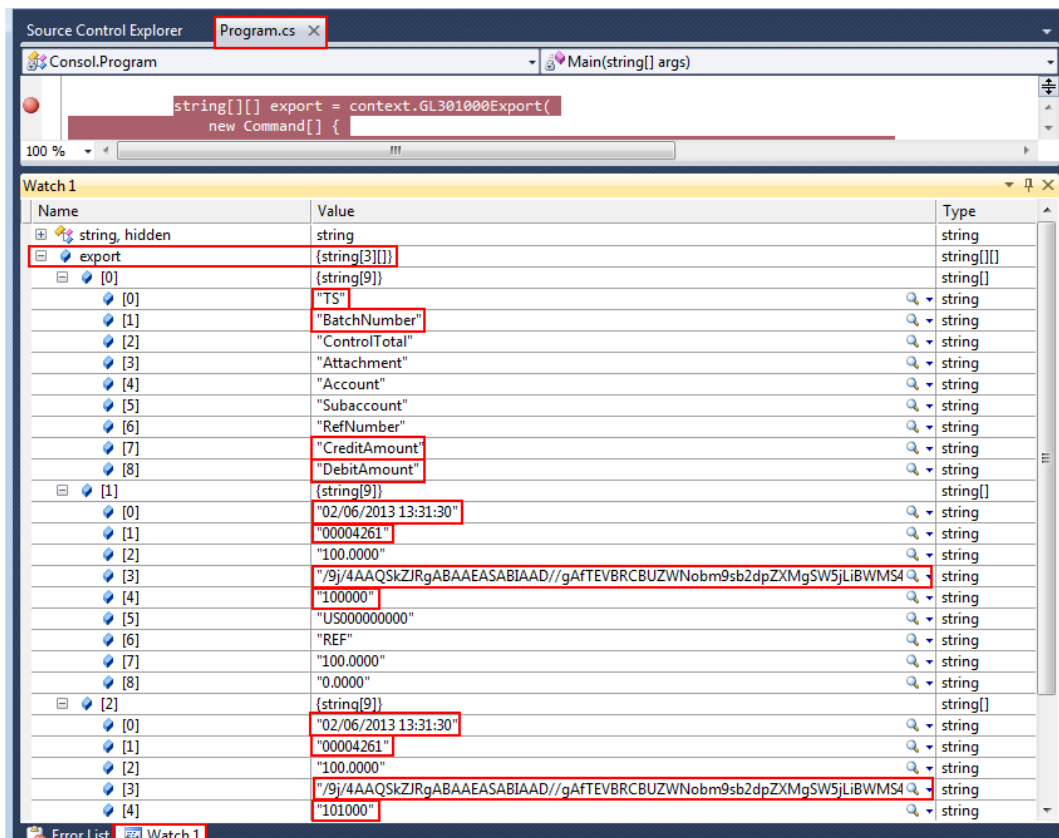 Source Control Explorer Program.cs
Consol.Program Main(string[] args)
string[][] export = context.GL301000Export(
new Command[] {
100 %
Watch 1
Name Value Type
string, hidden string string
export {string[3][]} string[][]
[0] {string[9]} string[]
[0] "TS" string
[1] "BatchNumber" string
[2] "ControlTotal" string
[3] "Attachment" string
[4] "Account" string
[5] "Subaccount" string
[6] "RefNumber" string
[7] "CreditAmount" string
[8] "DebitAmount" string
[1] {string[9]} string[]
[0] "02/06/2013 13:31:30" string
[1] "00004261" string
[2] "100.0000" string
[3] "/9j/4AAQSkZJRgABAAEASABIAAD//gAfTEVBRCBUZWNobm9sb2dpZXMgSW5jLiBWMS4 string
[4] "100000" string
[5] "US000000000" string
[6] "REF" string
[7] "100.0000" string
[8] "0.0000" string
[2] {string[9]} string[]
[0] "02/06/2013 13:31:30" string
[1] "00004261" string
[2] "100.0000" string
[3] "/9j/4AAQSkZJRgABAAEASABIAAD//gAfTEVBRCBUZWNobm9sb2dpZXMgSW5jLiBWMS4 string
[4] "101000" string
Error List Watch 1